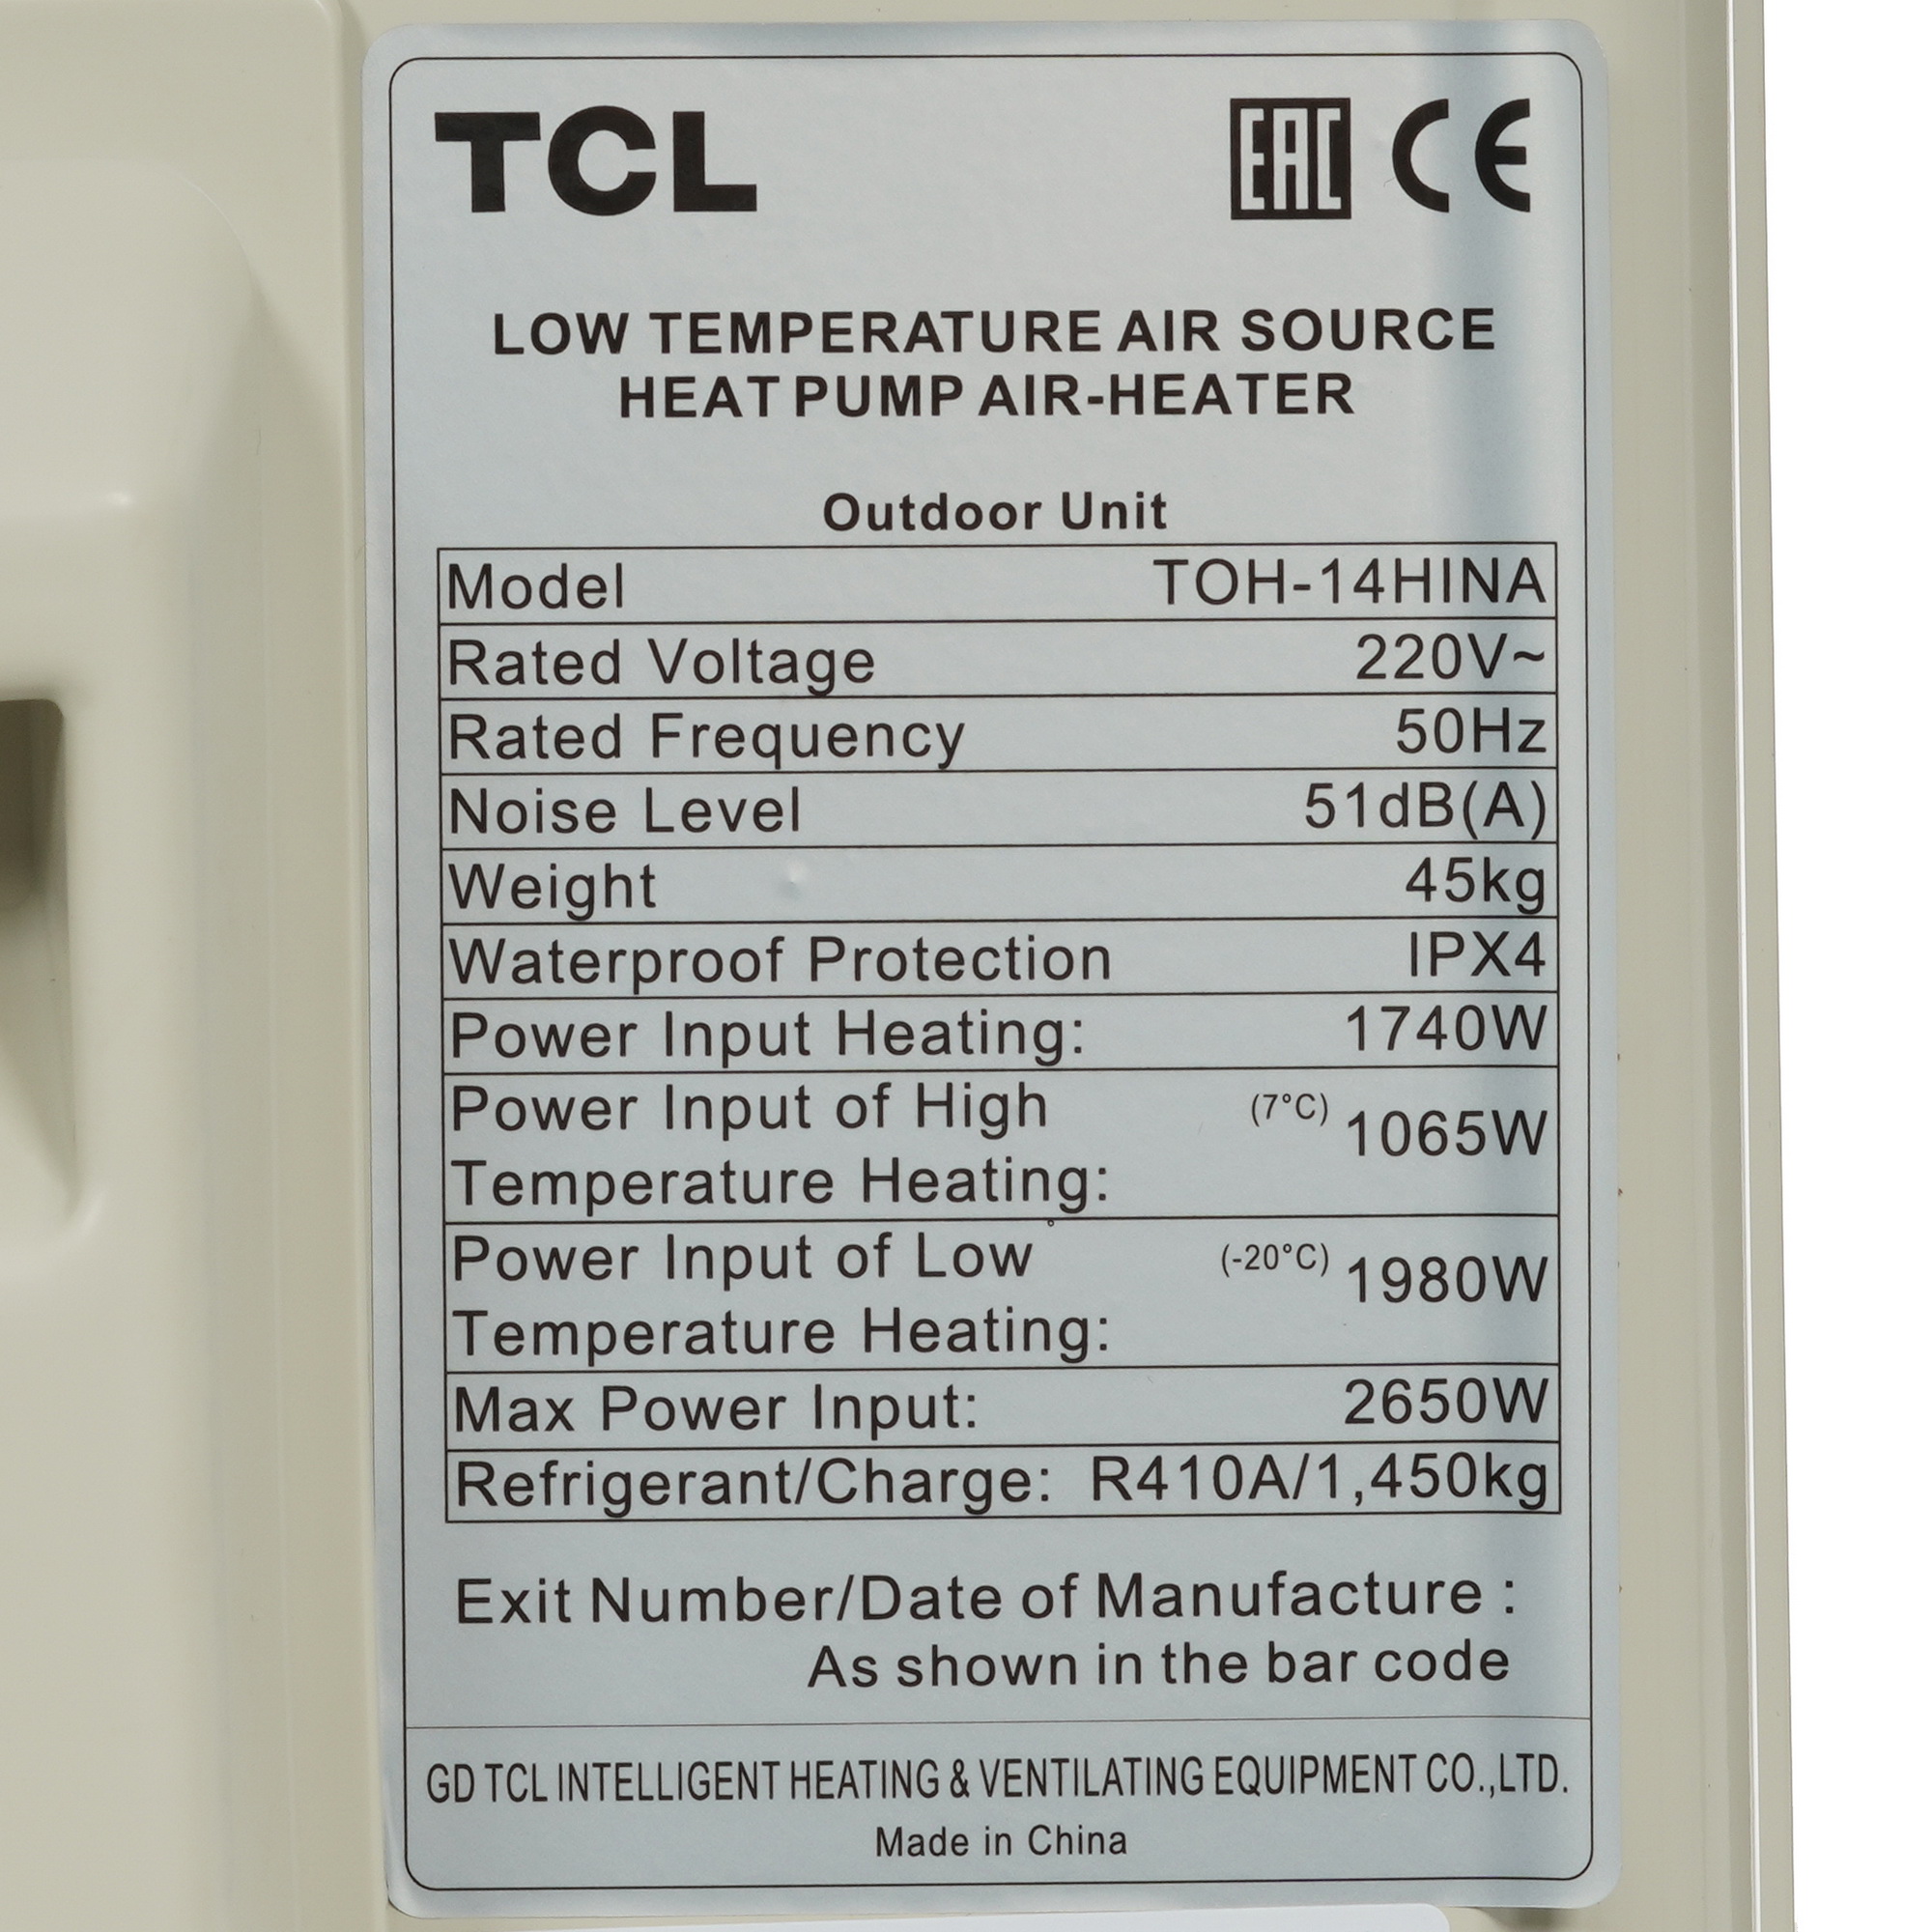 TCL EAC CE
LOW TEMPERATURE AIR SOURCE
HEAT PUMP AIR-HEATER
Outdoor Unit
Model TOH-14HINA
Rated Voltage 220V~
Rated Frequency 50Hz
Noise Level 51dB(A)
Weight 45kg
Waterproof Protection IPX4
Power Input Heating: 1740W
Power Input of High (7°C) 1065W
Temperature Heating:
Power Input of Low (-20°C) 1980W
Temperature Heating:
Max Power Input: 2650W
Refrigerant/Charge: R410A/1,450kg
Exit Number/Date of Manufacture :
As shown in the bar code
GD TCL INTELLIGENT HEATING & VENTILATING EQUIPMENT CO.,LTD.
Made in China